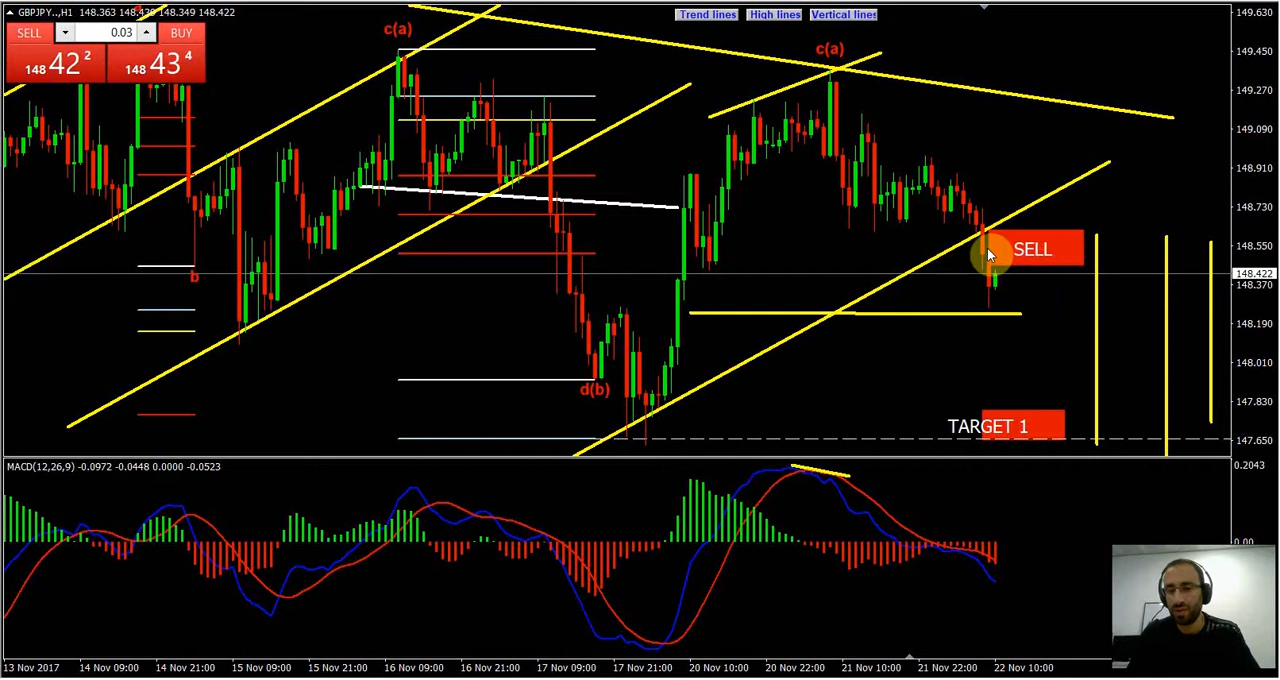 GBPJPY..,H1 148.363 148.430 148.349 148.422
SELL 0.03 BUY
148 42 2 148 43 4
Trend lines High lines Vertical lines
c(a)
c(a)
b
d(b)
SELL
TARGET 1
149.630
149.450
149.270
149.090
148.910
148.730
148.550
148.422
148.370
148.190
148.010
147.830
147.650
MACD(12,26,9) -0.0972 -0.0448 0.0000 -0.0523
0.2043
0.00
13 Nov 2017 14 Nov 09:00 14 Nov 21:00 15 Nov 09:00 15 Nov 21:00 16 Nov 09:00 16 Nov 21:00 17 Nov 09:00 17 Nov 21:00 20 Nov 10:00 20 Nov 22:00 21 Nov 10:00 21 Nov 22:00 22 Nov 10:00